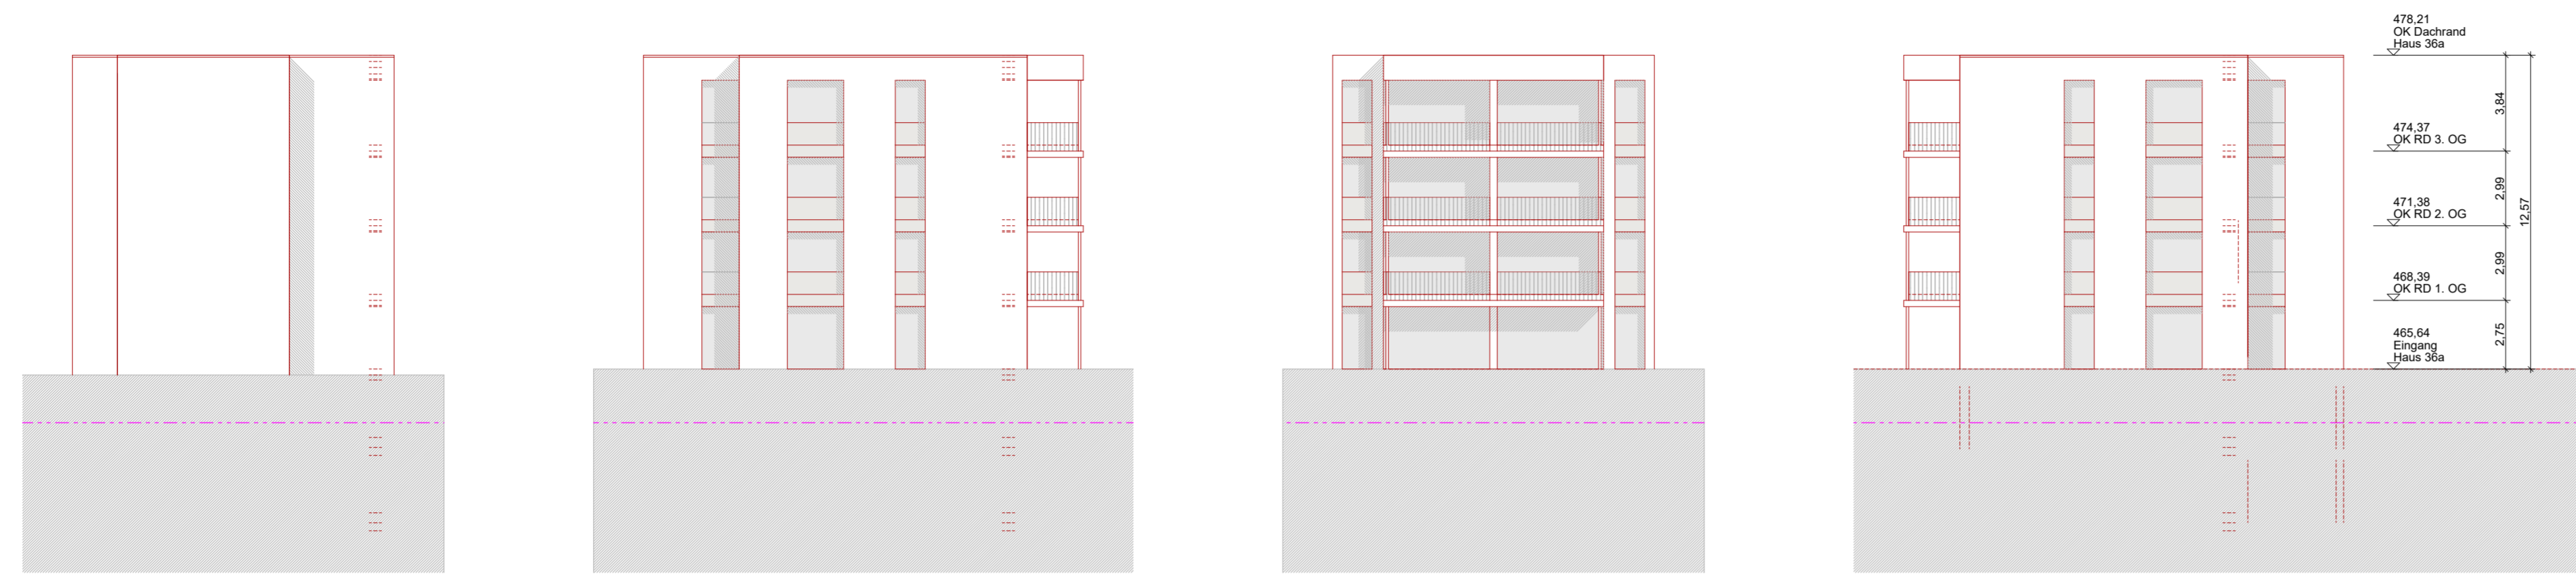 478,21
OK Dachrand
Haus 36a
3,84
474,37
OK RD 3. OG
2,99
471,38
OK RD 2. OG
12,57
2,99
468,39
OK RD 1. OG
2,75
465,64
Eingang
Haus 36a